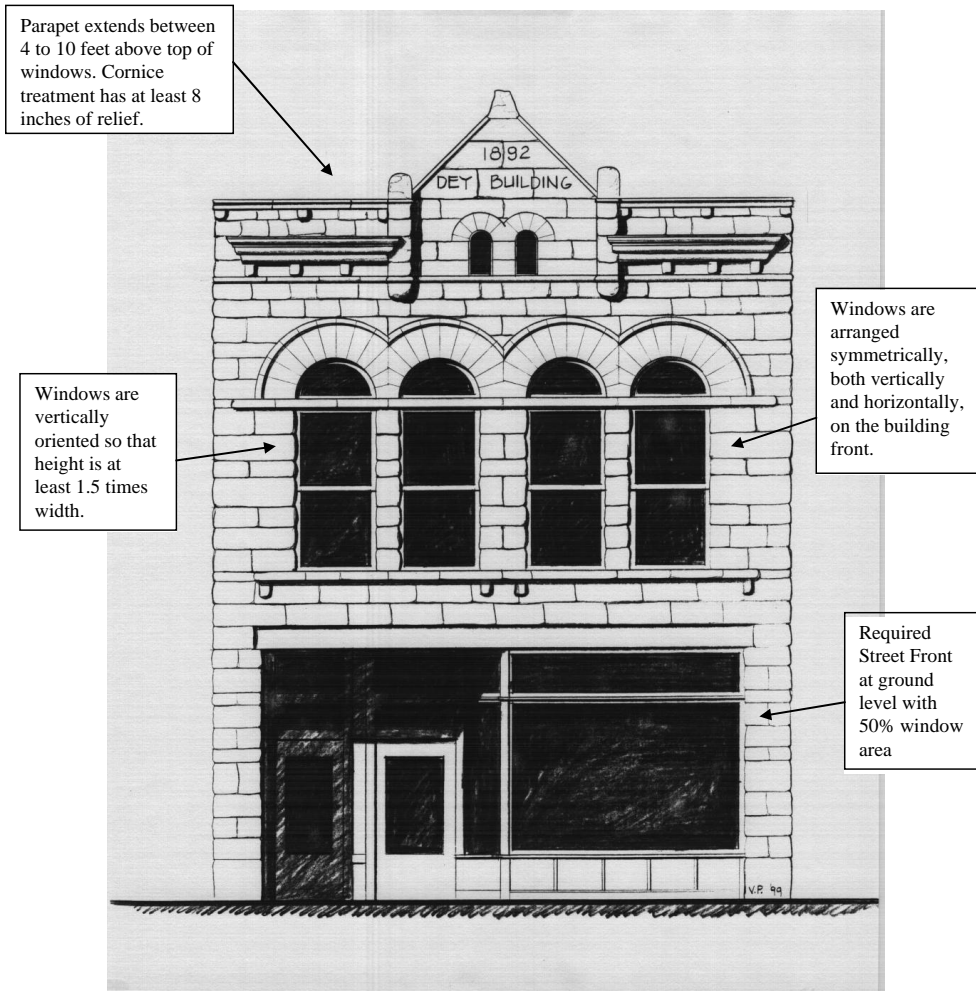 Parapet extends between
4 to 10 feet above top of
windows. Cornice
treatment has at least 8
inches of relief.
1892
DEY BUILDING
Windows are
arranged
symmetrically,
both vertically
and horizontally,
on the building
front.
Windows are
vertically
oriented so that
height is at
least 1.5 times
width.
Required
Street Front
at ground
level with
50% window
area
V.P. '99